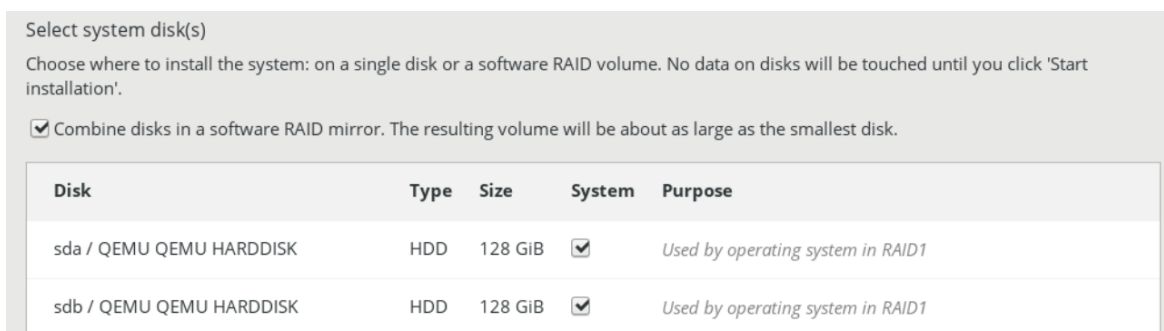 Select system disk(s)
Choose where to install the system: on a single disk or a software RAID volume. No data on disks will be touched until you click 'Start
installation'.
Combine disks in a software RAID mirror. The resulting volume will be about as large as the smallest disk.
Disk Type Size System Purpose
sda / QEMU QEMU HARDDISK HDD 128 GiB Used by operating system in RAID1
sdb / QEMU QEMU HARDDISK HDD 128 GiB Used by operating system in RAID1